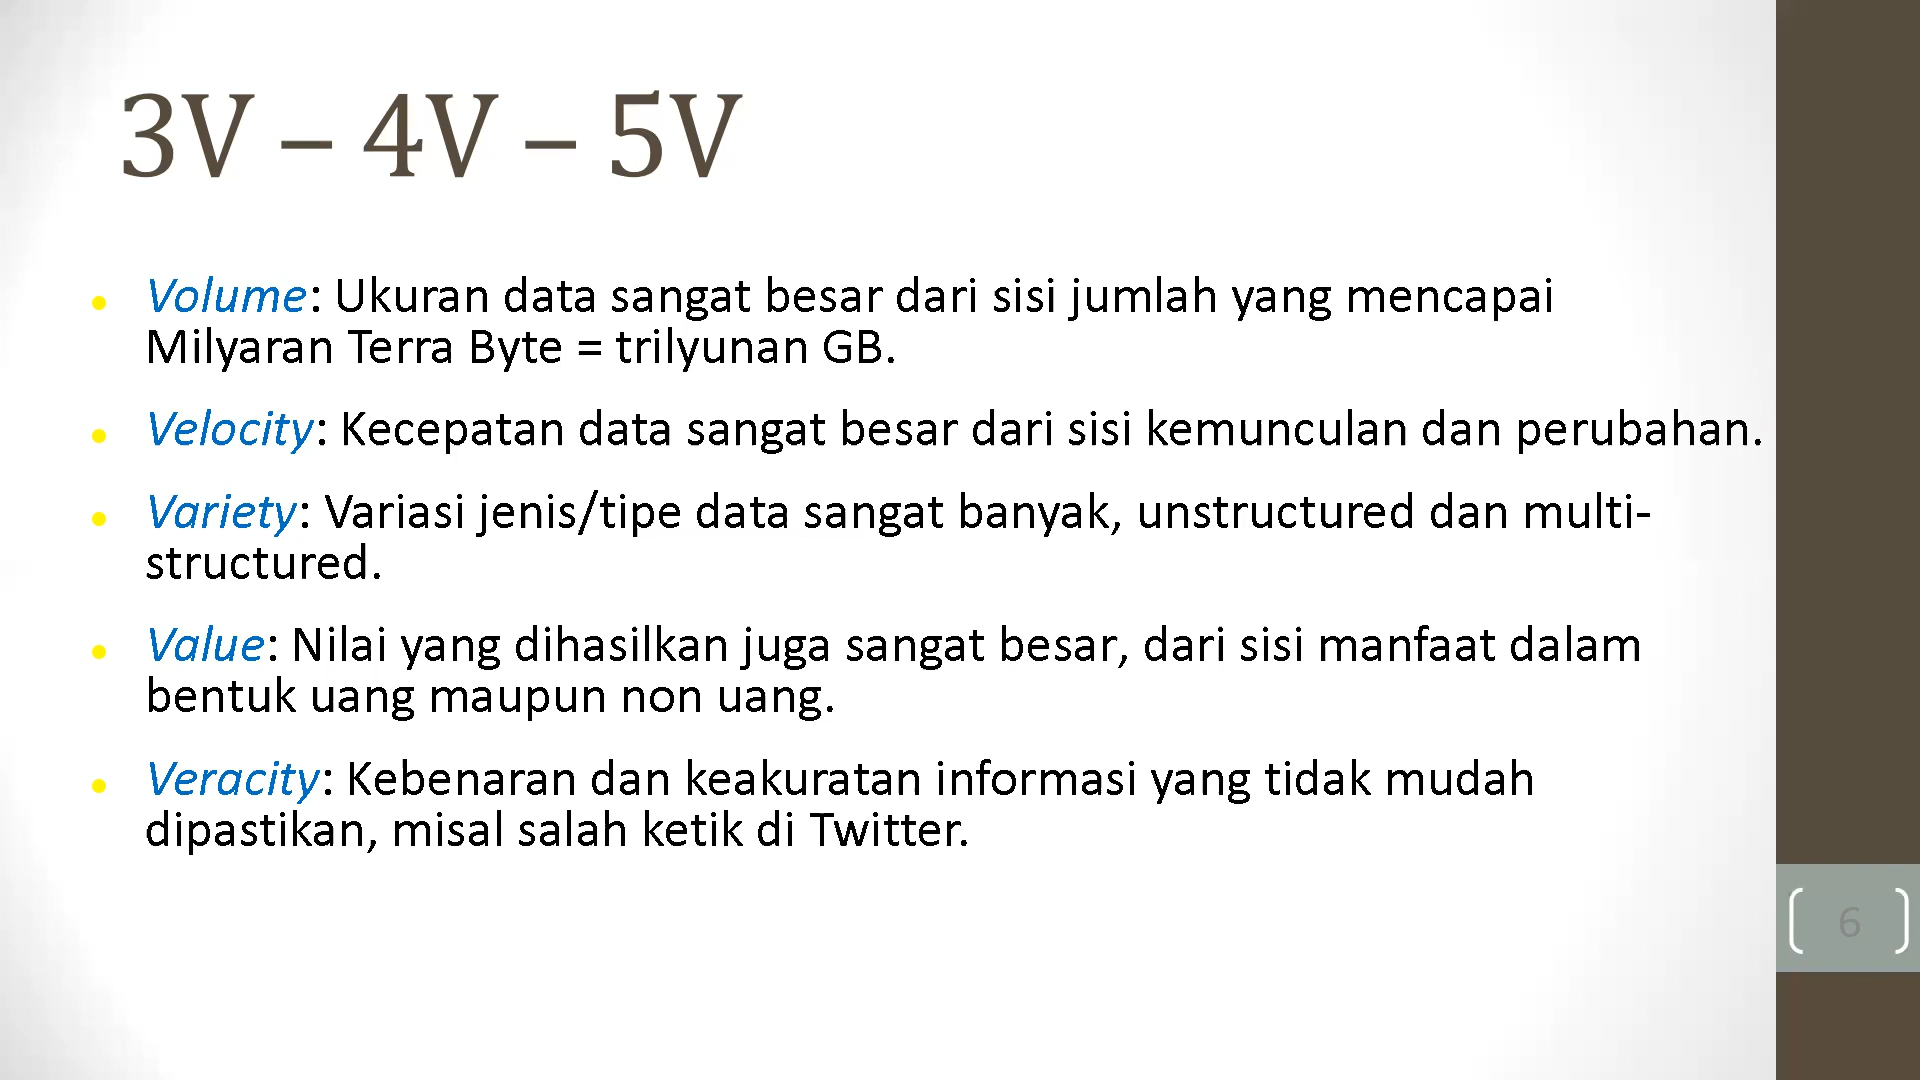 3V – 4V – 5V
Volume: Ukuran data sangat besar dari sisi jumlah yang mencapai
Milyaran Terra Byte = trilyunan GB.
Velocity: Kecepatan data sangat besar dari sisi kemunculan dan perubahan.
Variety: Variasi jenis/tipe data sangat banyak, unstructured dan multi-
structured.
Value: Nilai yang dihasilkan juga sangat besar, dari sisi manfaat dalam
bentuk uang maupun non uang.
Veracity: Kebenaran dan keakuratan informasi yang tidak mudah
dipastikan, misal salah ketik di Twitter.
6